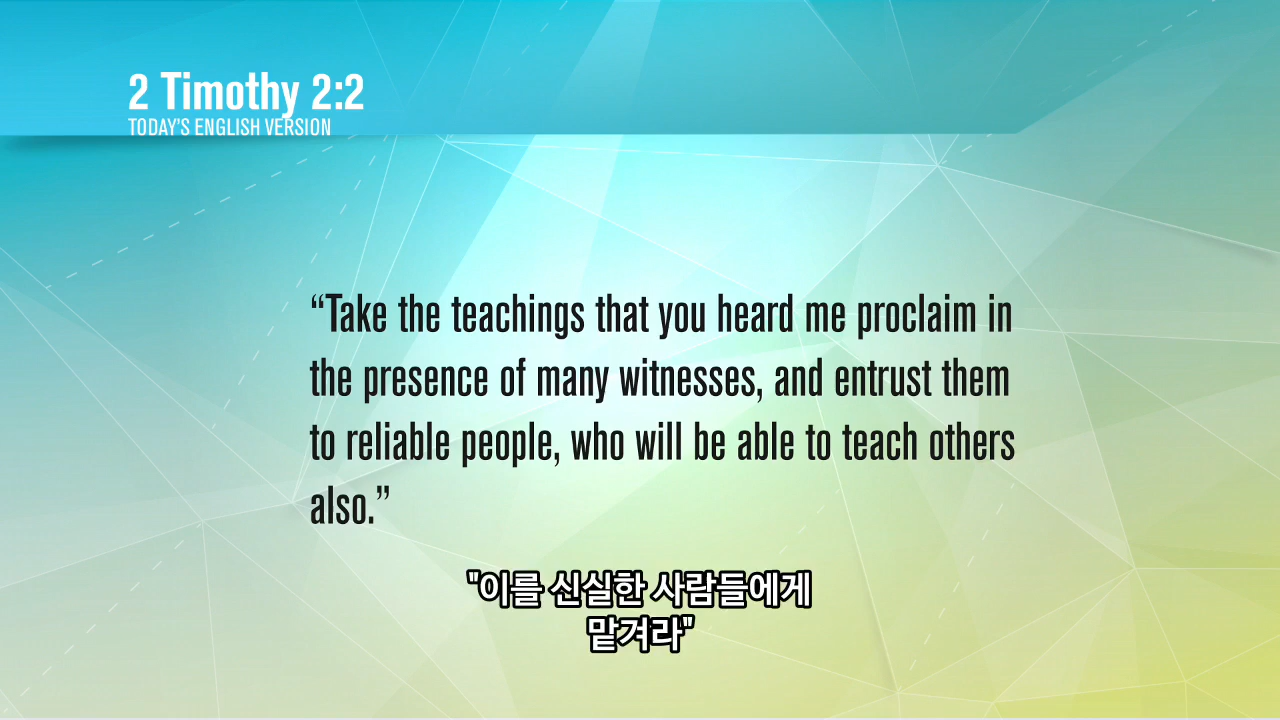 2 Timothy 2:2
TODAY'S ENGLISH VERSION
“Take the teachings that you heard me proclaim in
the presence of many witnesses, and entrust them
to reliable people, who will be able to teach others
also.”
"이를 신실한 사람들에게
맡겨라"